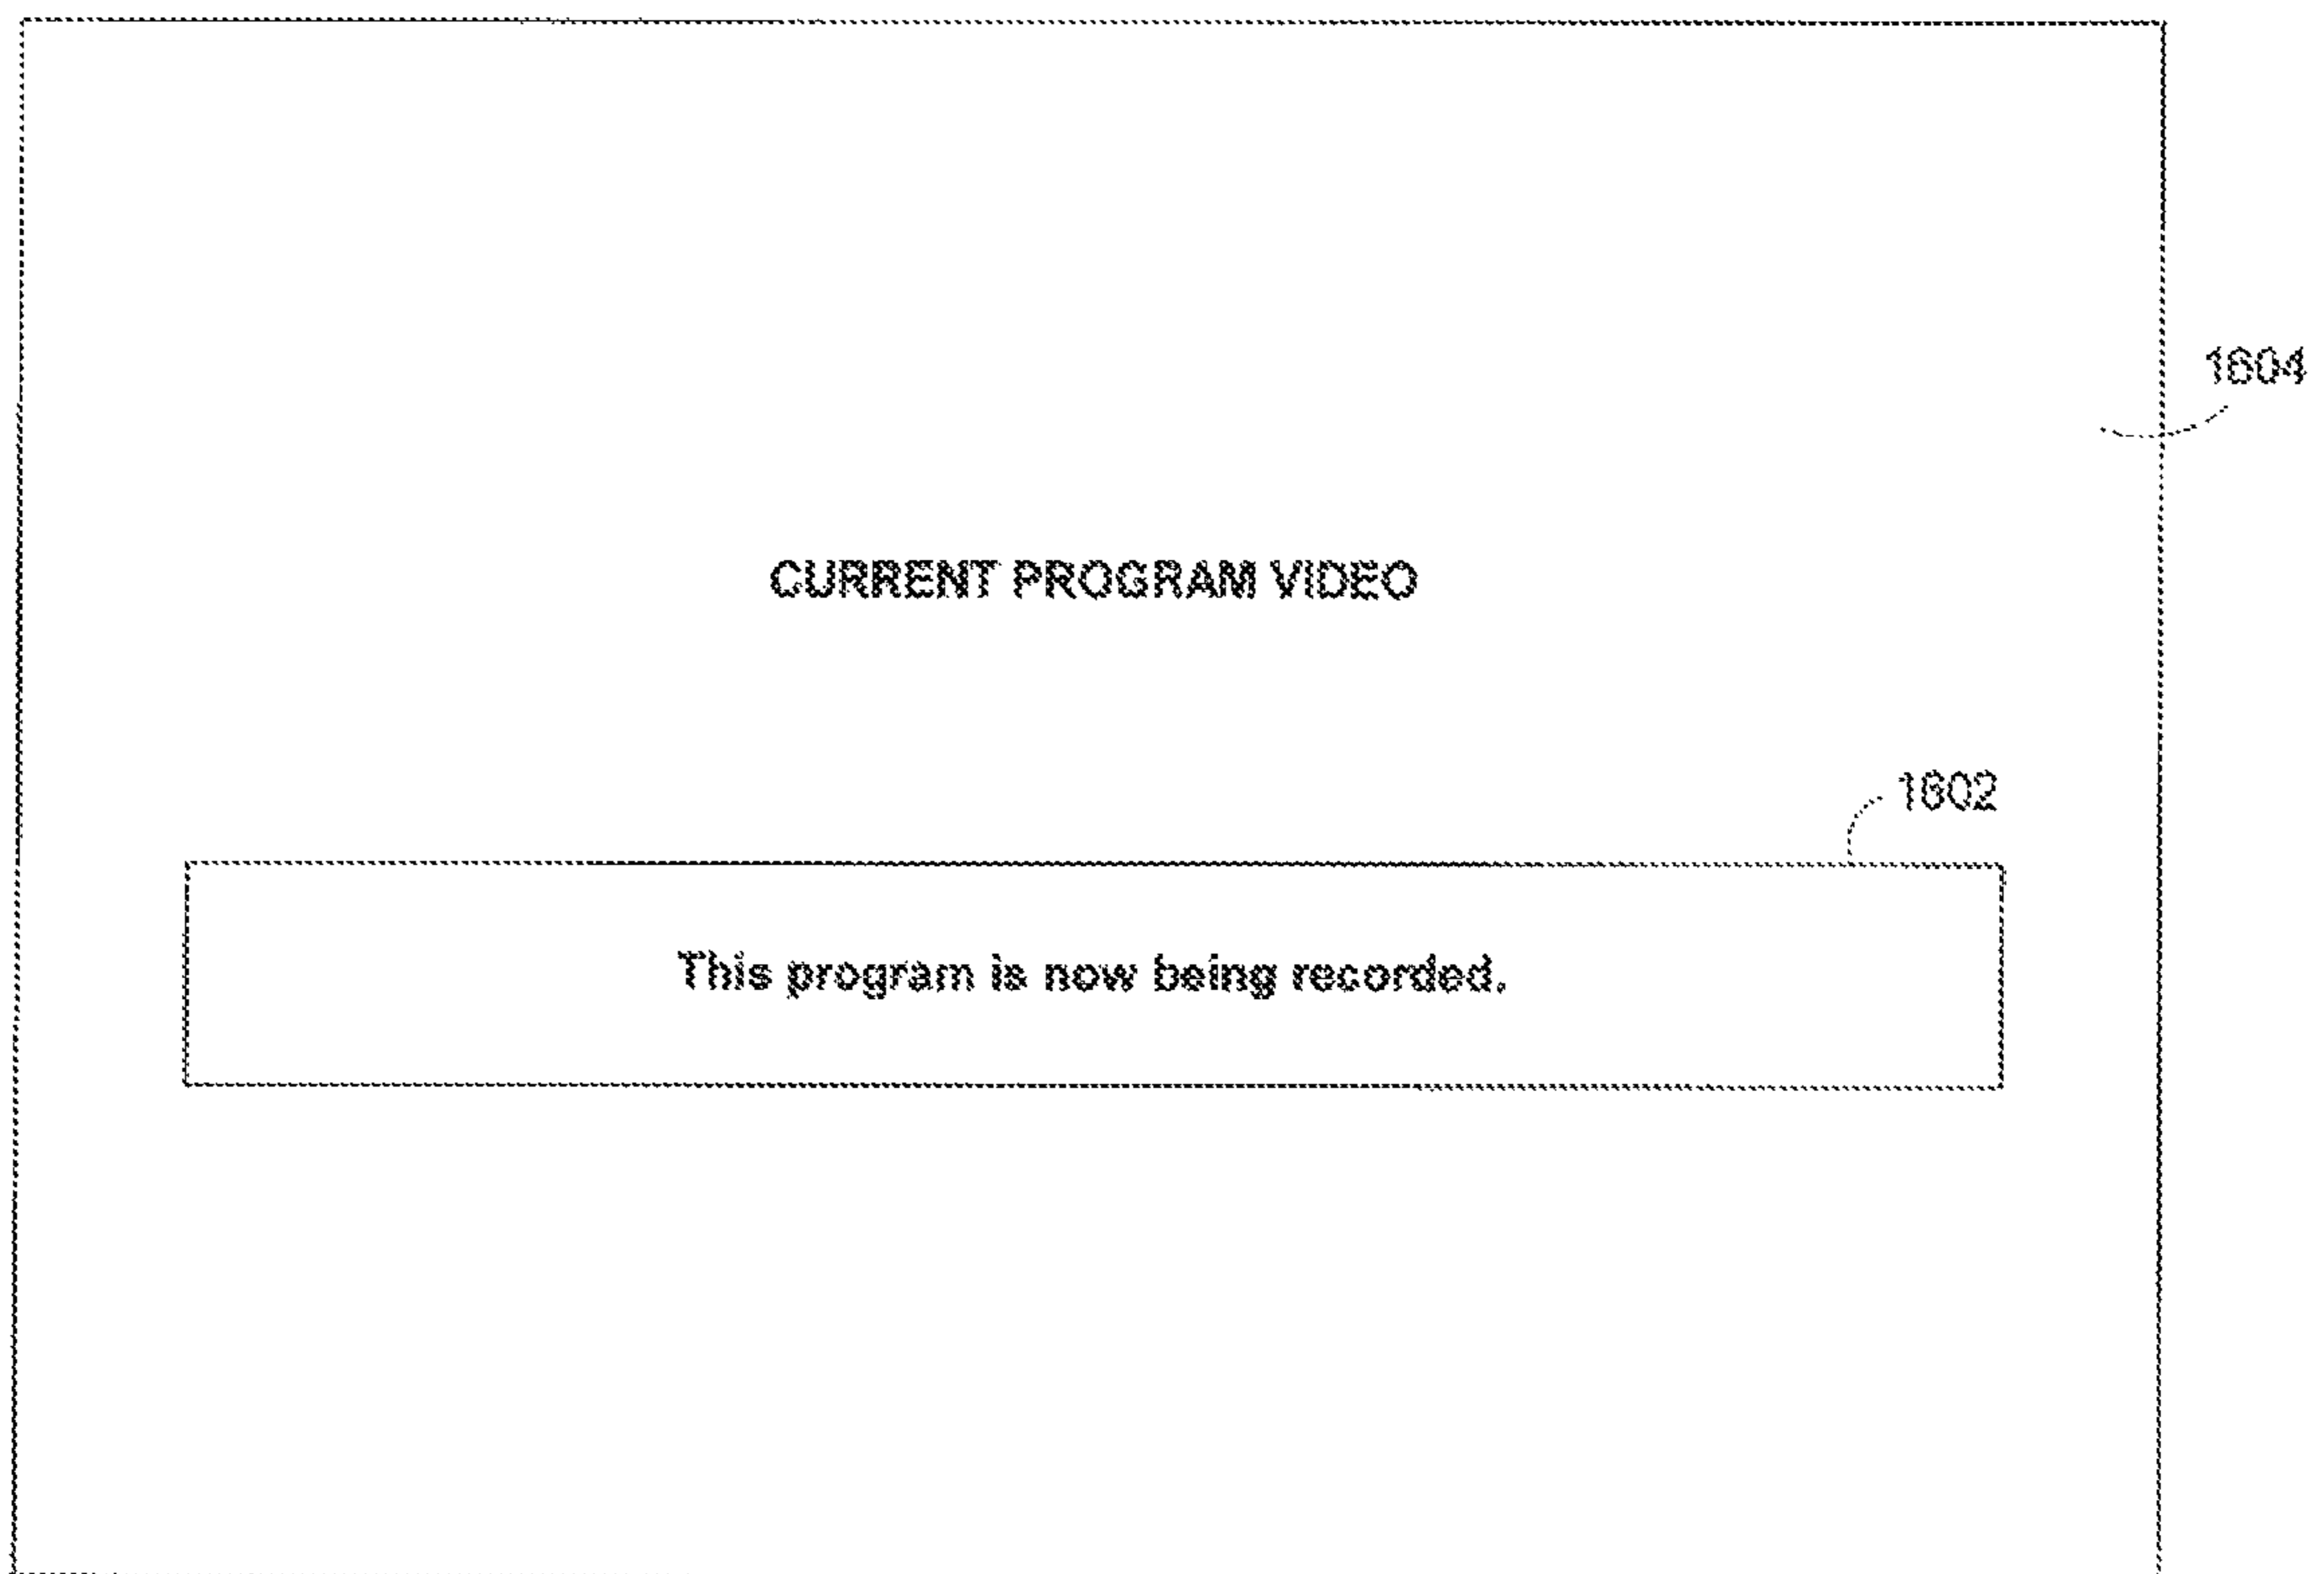 1604
CURRENT PROGRAM VIDEO
1602
This program is now being recorded.